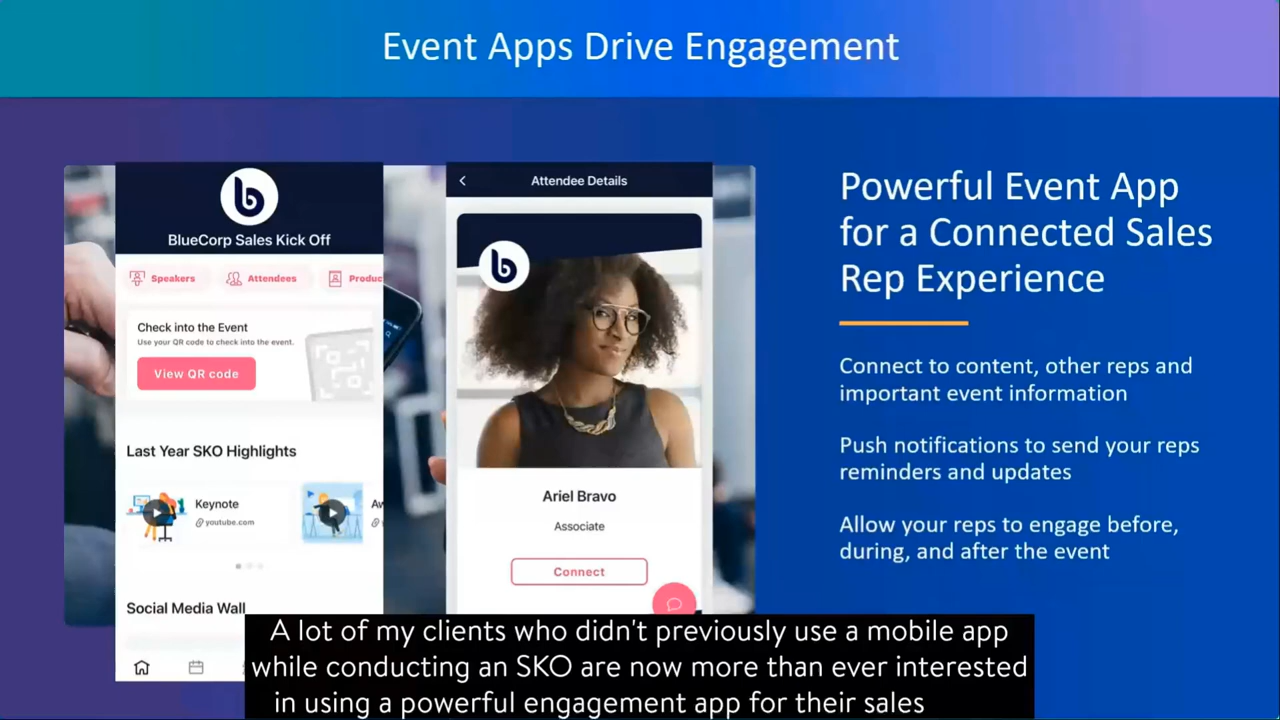 Event Apps Drive Engagement
BlueCorp Sales Kick Off
Speakers
Attendees
Produc
Check into the Event
Use your QR code to check into the event.
View QR code
Last Year SKO Highlights
Keynote
youtube.com
Aw
Social Media Wall
Attendee Details
Ariel Bravo
Associate
Connect
Powerful Event App
for a Connected Sales
Rep Experience
Connect to content, other reps and
important event information
Push notifications to send your reps
reminders and updates
Allow your reps to engage before,
during, and after the event
A lot of my clients who didn't previously use a mobile app
while conducting an SKO are now more than ever interested
in using a powerful engagement app for their sales